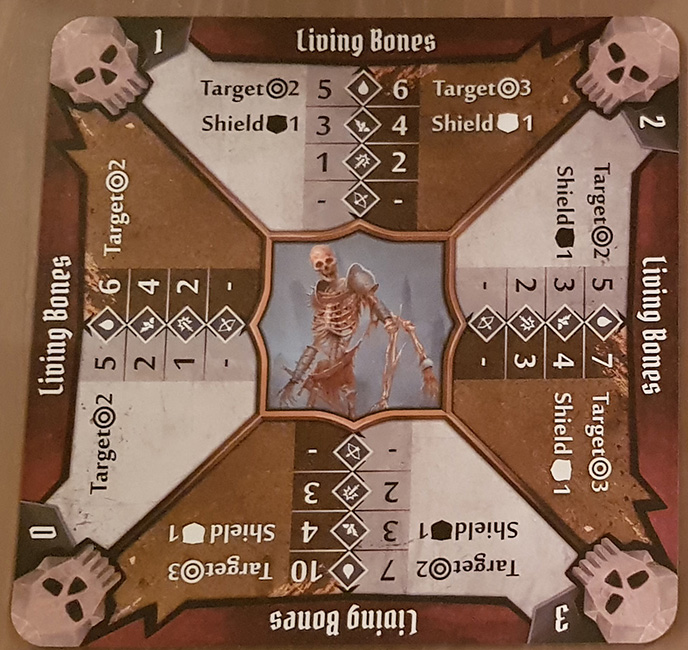 1 Living Bones
Target 2 5 6 Target 3
Shield 1 3 4 Shield 1
1 2
- -
2 Living Bones
Target 2 5 7 Target 3
Shield 1 3 4 Shield 1
2 3
- -
3 Living Bones
Target 2 7 10 Target 3
Shield 1 3 4 Shield 1
2 3
- -
0 Living Bones
Target 2 5 6 Target 2
2 4
1 2
- -